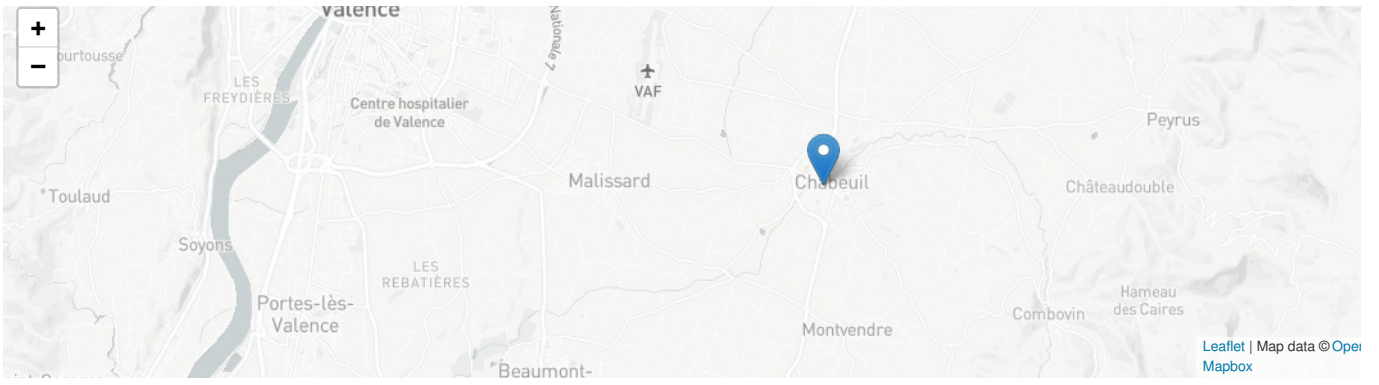 Valence
+
−
ourtousse
Nationale 7
LES
FREYDIÈRES
VAF
Centre hospitalier
de Valence
Peyrus
Malissard
Chabeuil
Châteaudouble
Toulaud
Soyons
LES
REBATIÈRES
Portes-lès-
Valence
Hameau
des Caires
Combovin
Montvendre
Leaflet | Map data © Open
Mapbox
Beaumont-